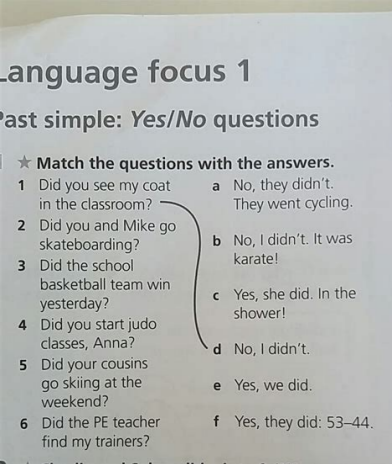 Language focus 1
Past simple: Yes/No questions
★ Match the questions with the answers.
1 Did you see my coat
in the classroom?
2 Did you and Mike go
skateboarding?
3 Did the school
basketball team win
yesterday?
4 Did you start judo
classes, Anna?
5 Did your cousins
go skiing at the
weekend?
6 Did the PE teacher
find my trainers?
a No, they didn't.
They went cycling.
b No, I didn't. It was
karate!
c Yes, she did. In the
shower!
d No, I didn't.
e Yes, we did.
f Yes, they did: 53–44.